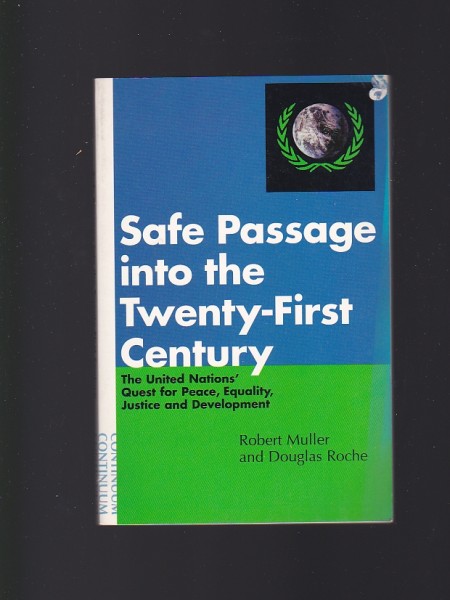 Safe Passage
into the
Twenty-First
Century
The United Nations'
Quest for Peace, Equality,
Justice and Development
Robert Muller
and Douglas Roche
CONTINUUM
CONTINUUM